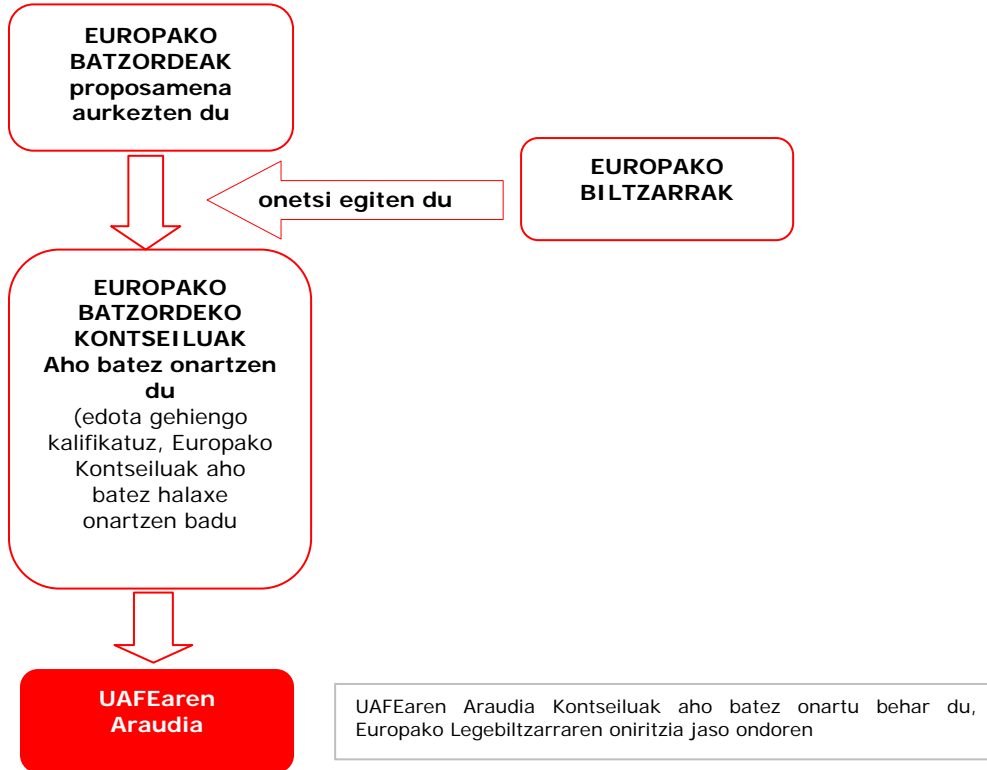 EUROPAKO
BATZORDEAK
proposamena
aurkezten du
EUROPAKO
BILTZARRAK
onetsi egiten du
EUROPAKO
BATZORDEKO
KONTSEILUAK
Aho batez onartzen
du
(edota gehiengo
kalifikatuz, Europako
Kontseiluak aho
batez halaxe
onartzen badu
UAFEaren
Araudia
UAFEaren Araudia Kontseiluak aho batez onartu behar du,
Europako Legebiltzarraren oniritzia jaso ondoren